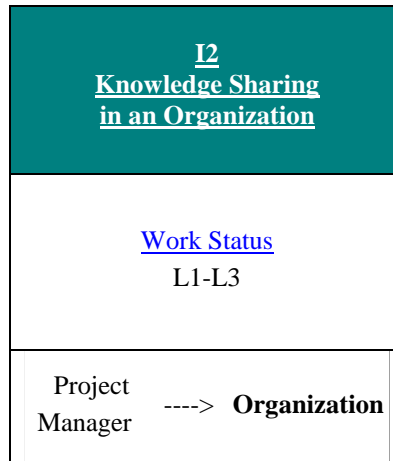 I2
Knowledge Sharing
in an Organization
Work Status
L1-L3
Project
Manager
----> Organization